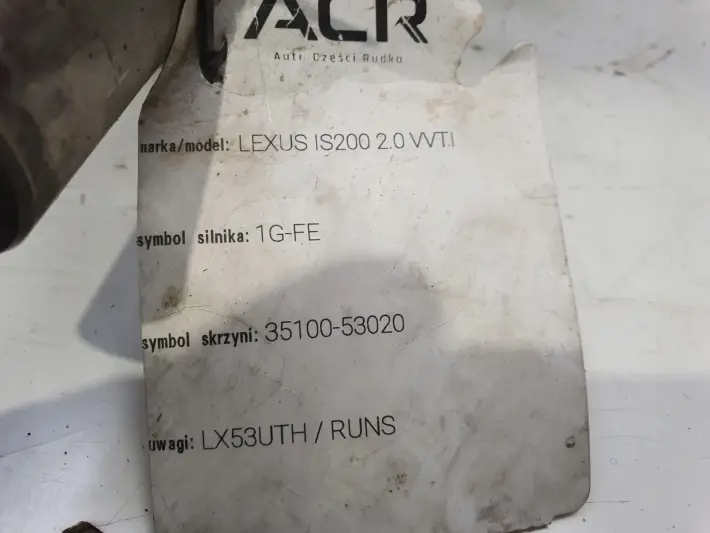 ACR
Auto Części Rudka
marka/model: LEXUS IS200 2.0 VVT.I
symbol silnika: 1G-FE
symbol skrzyni: 35100-53020
uwagi: LX53UTH / RUNS